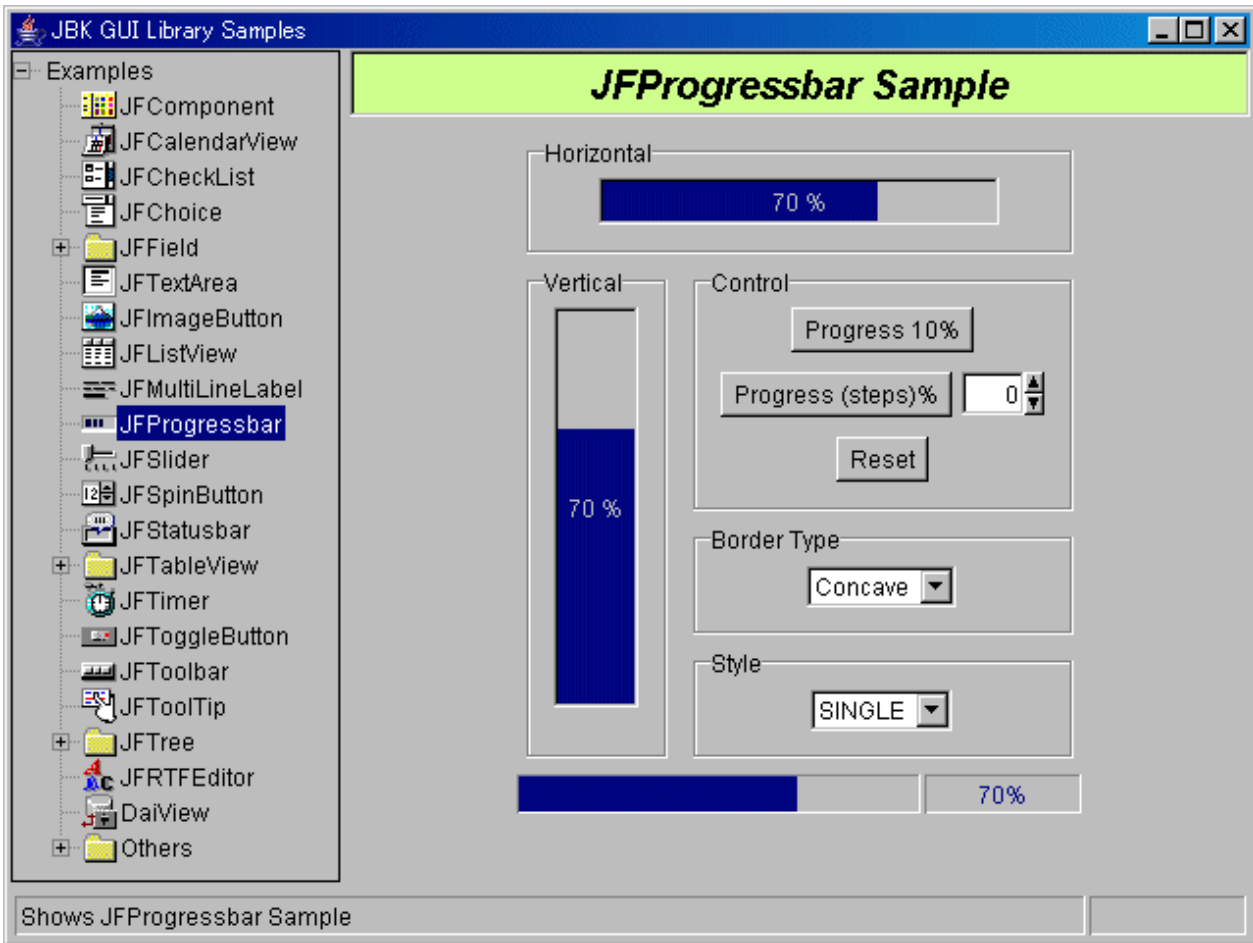 JBK GUI Library Samples
Examples
JFComponent
JFCalendarView
JFCheckList
JFChoice
JFField
JFTextArea
JFImageButton
JFListView
JFMultiLineLabel
JFProgressbar
JFSlider
JFSpinButton
JFStatusbar
JFTableView
JFTimer
JFToggleButton
JFToolbar
JFToolTip
JFTree
JFRTFEditor
DaiView
Others
JFProgressbar Sample
Horizontal
70 %
Vertical
70 %
Control
Progress 10%
Progress (steps)% 0
Reset
Border Type
Concave
Style
SINGLE
70%
Shows JFProgressbar Sample